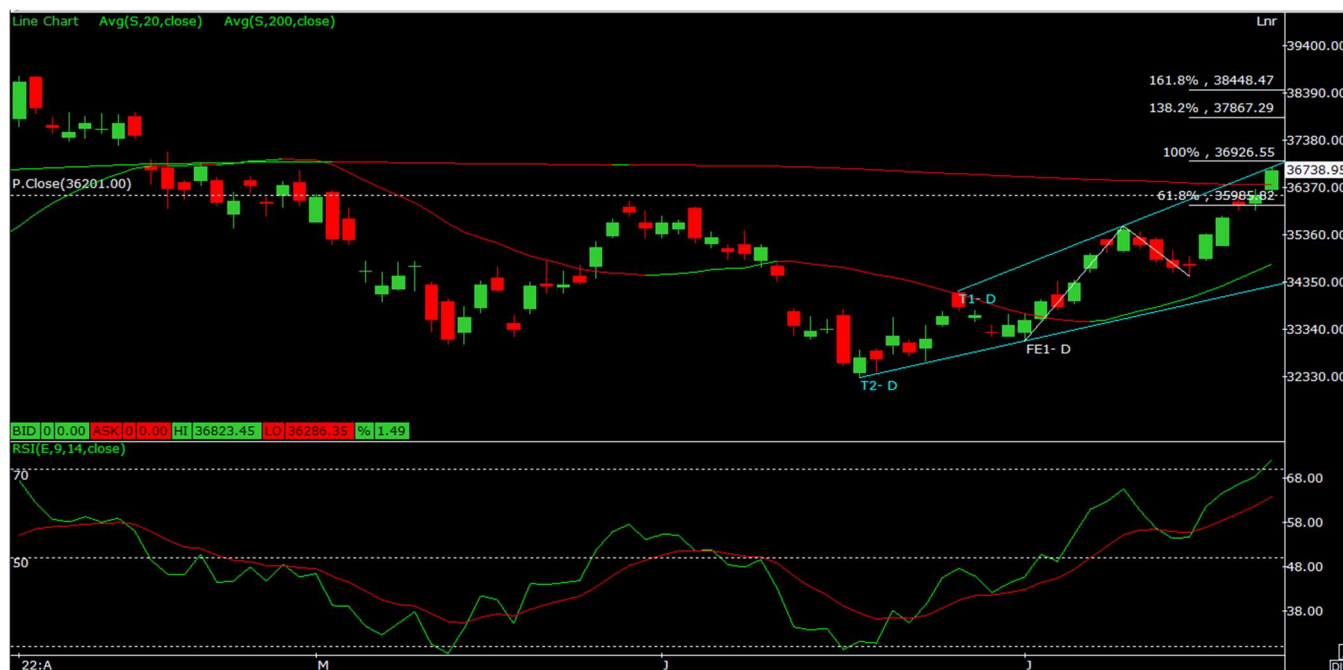 Line Chart Avg(S,20,close) Avg(S,200,close) Lnr
39400.00
161.8% , 38448.47
38390.00
138.2% , 37867.29
37380.00
100% , 36926.55
36738.95
P.Close(36201.00)
36370.00
61.8% , 35985.82
35360.00
34350.00
T1- D
33340.00
FE1- D
32330.00
T2- D
BID 0 0.00 ASK 0 0.00 HI 36823.45 LO 36286.35 % 1.49
RSI(E,9,14,close)
70
68.00
58.00
50
48.00
38.00
22:A M J J D